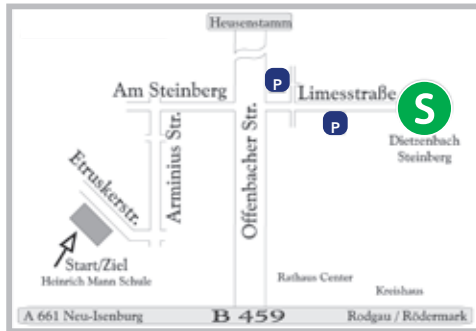 Heusenstamm
P
Am Steinberg
Limesstraße
S
P
Dietzenbach
Steinberg
Arminius Str.
Offenbacher Str.
Etruskerstr.
Start/Ziel
Heinrich Mann Schule
Rathaus Center
Kreishaus
A 661 Neu-Isenburg
B 459
Rodgau / Rödermark